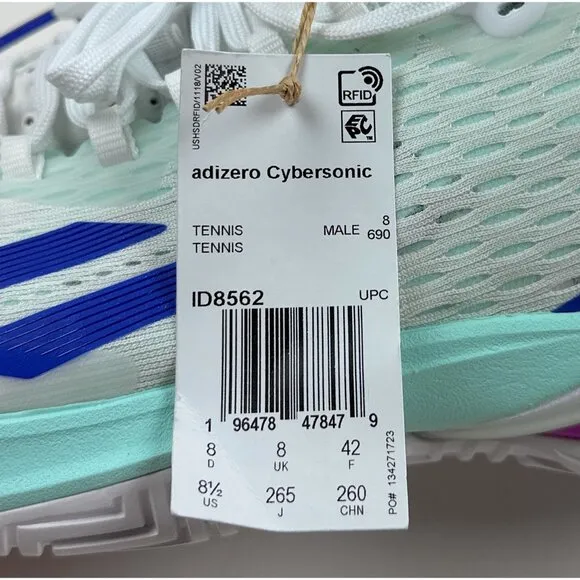 USHSDRFID/1118/V02
RFID
EPC™
adizero Cybersonic
TENNIS MALE 8
TENNIS 690
ID8562 UPC
1 96478 47847 9
8 8 42
D UK F
8½ 265 260
US J CHN
PO# 134271723